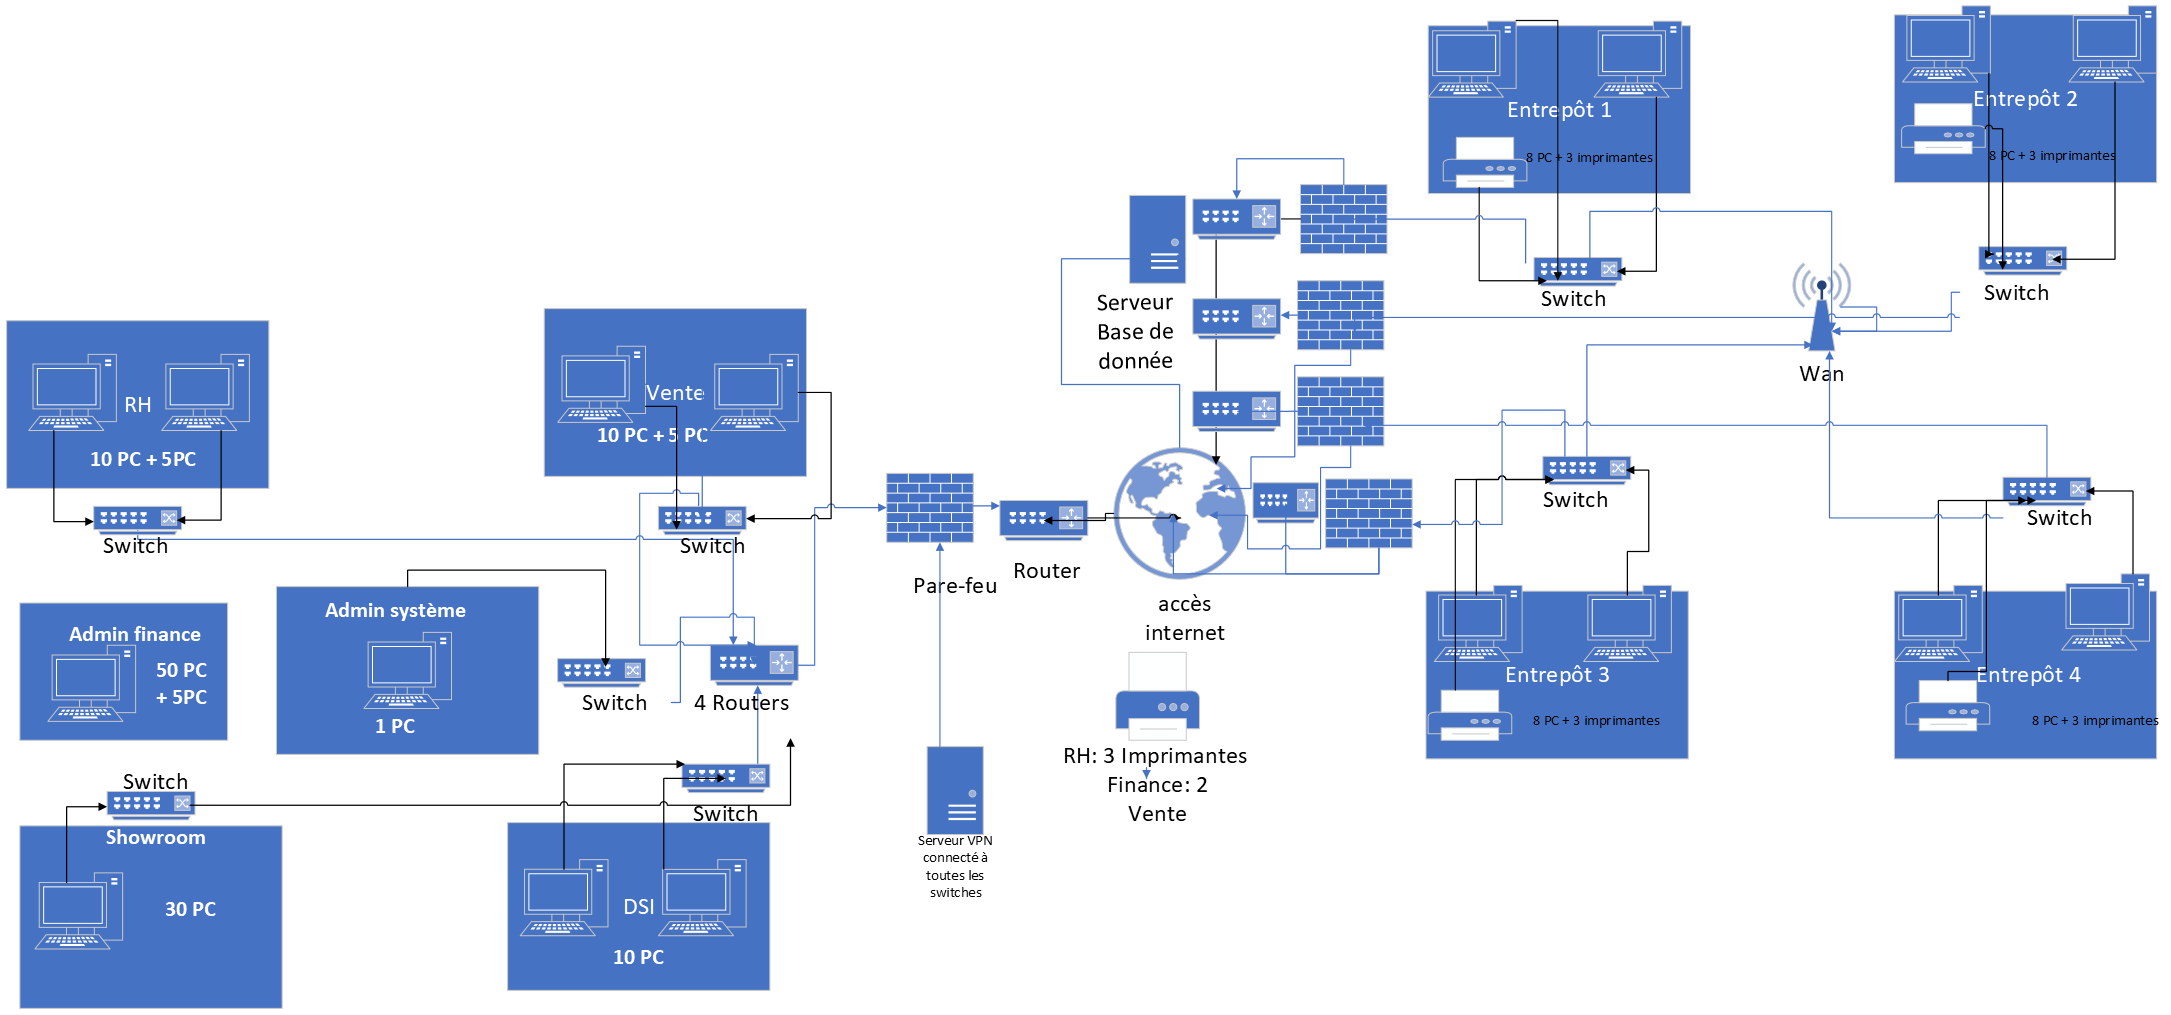 Entrepôt 1
8 PC + 3 imprimantes
Entrepôt 2
8 PC + 3 imprimantes
Switch
Switch
Serveur
Base de
donnée
Wan
RH
10 PC + 5PC
Switch
Vente
10 PC + 5 PC
Switch
Pare-feu
Router
accès
internet
Switch
Switch
Admin finance
50 PC
+ 5PC
Admin système
1 PC
Switch
4 Routers
RH: 3 Imprimantes
Finance: 2
Vente
Entrepôt 3
8 PC + 3 imprimantes
Entrepôt 4
8 PC + 3 imprimantes
Switch
Showroom
30 PC
Switch
DSI
10 PC
Serveur VPN
connecté à
toutes les
switches